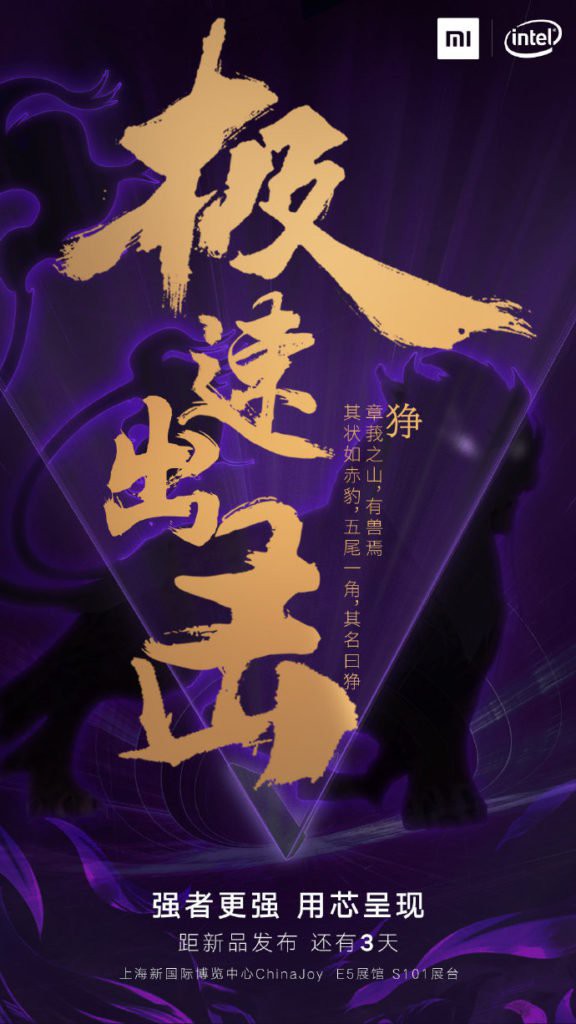 mi
intel
极速出击
狰
章莪之山，有兽焉
其状如赤豹，五尾一角，其名曰狰
强者更强 用芯呈现
距新品发布 还有3天
上海新国际博览中心ChinaJoy E5展馆 S101展台